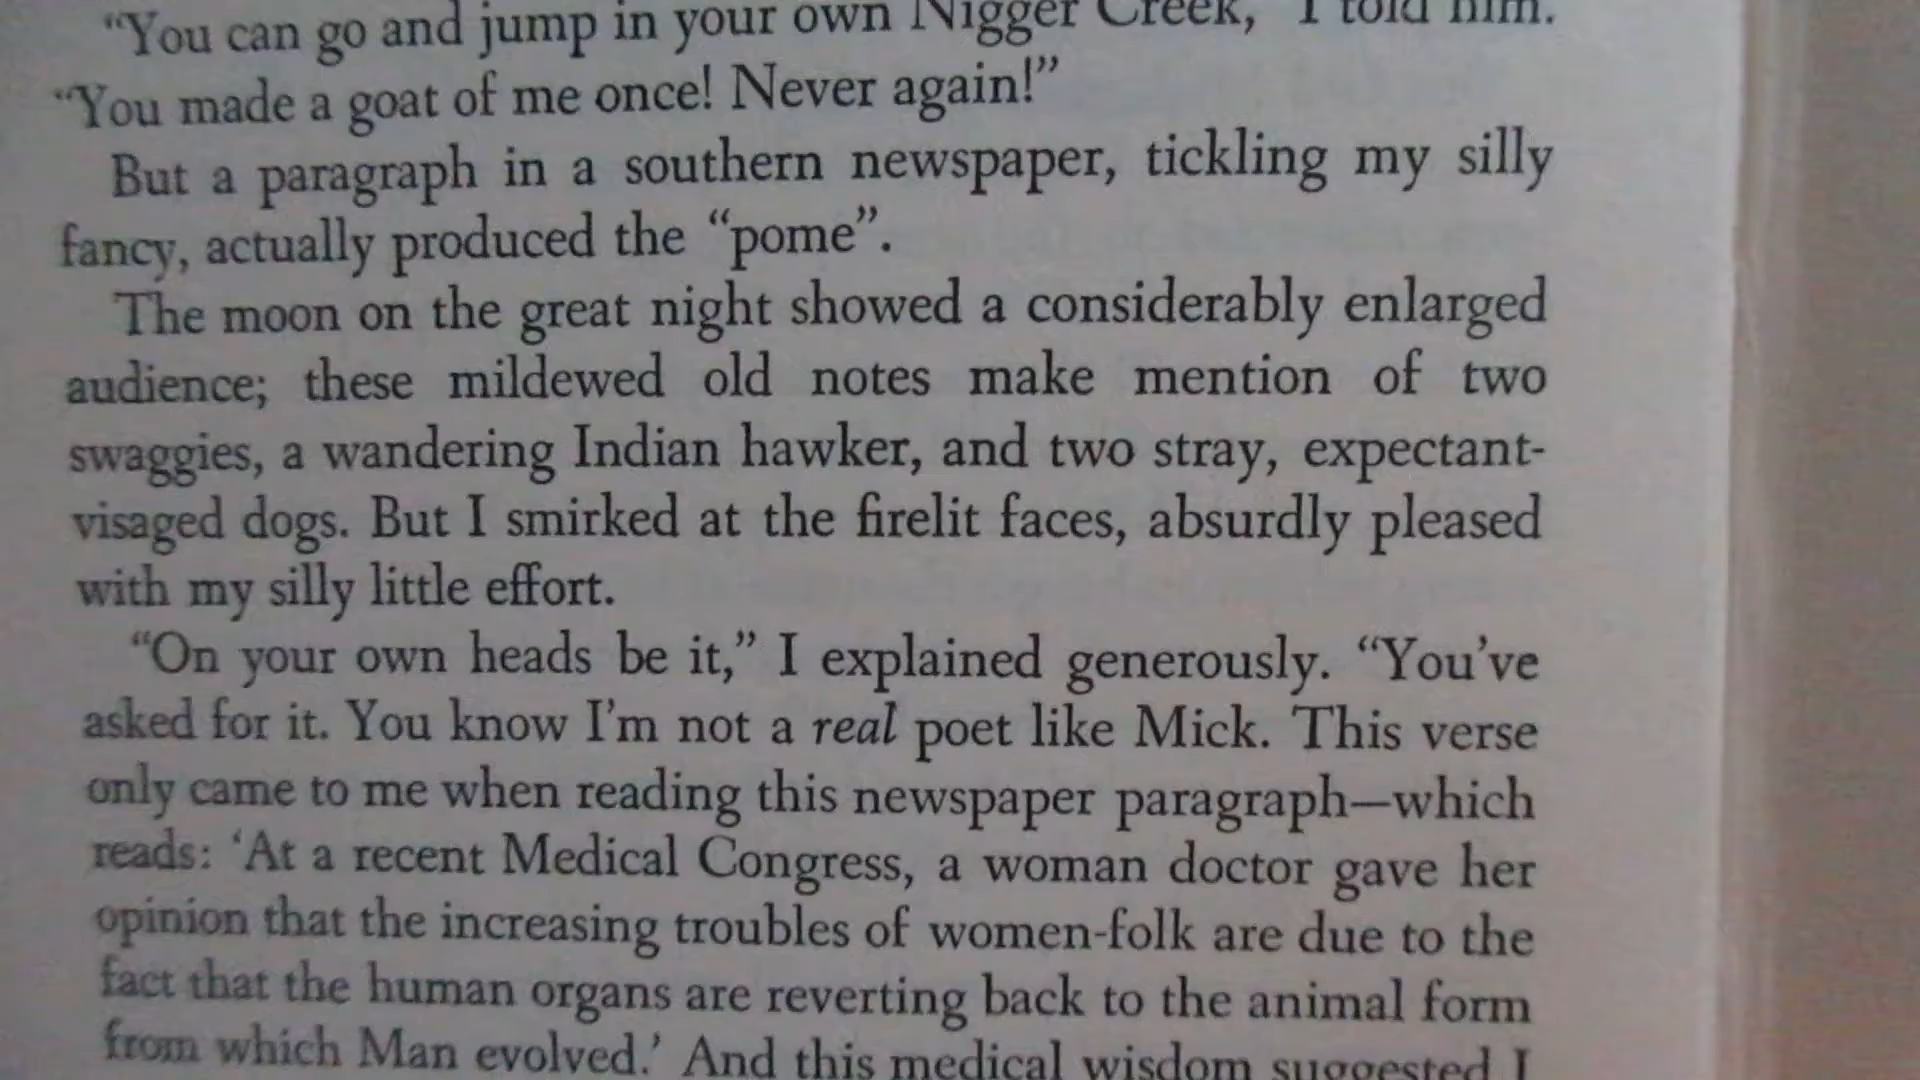 “You can go and jump in your own Nigger Creek,” I told him.
“You made a goat of me once! Never again!”
But a paragraph in a southern newspaper, tickling my silly
fancy, actually produced the “pome”.
The moon on the great night showed a considerably enlarged
audience; these mildewed old notes make mention of two
swaggies, a wandering Indian hawker, and two stray, expectant-
visaged dogs. But I smirked at the firelit faces, absurdly pleased
with my silly little effort.
“On your own heads be it,” I explained generously. “You’ve
asked for it. You know I’m not a real poet like Mick. This verse
only came to me when reading this newspaper paragraph—which
reads: ‘At a recent Medical Congress, a woman doctor gave her
opinion that the increasing troubles of women-folk are due to the
fact that the human organs are reverting back to the animal form
from which Man evolved.’ And this medical wisdom suggested I